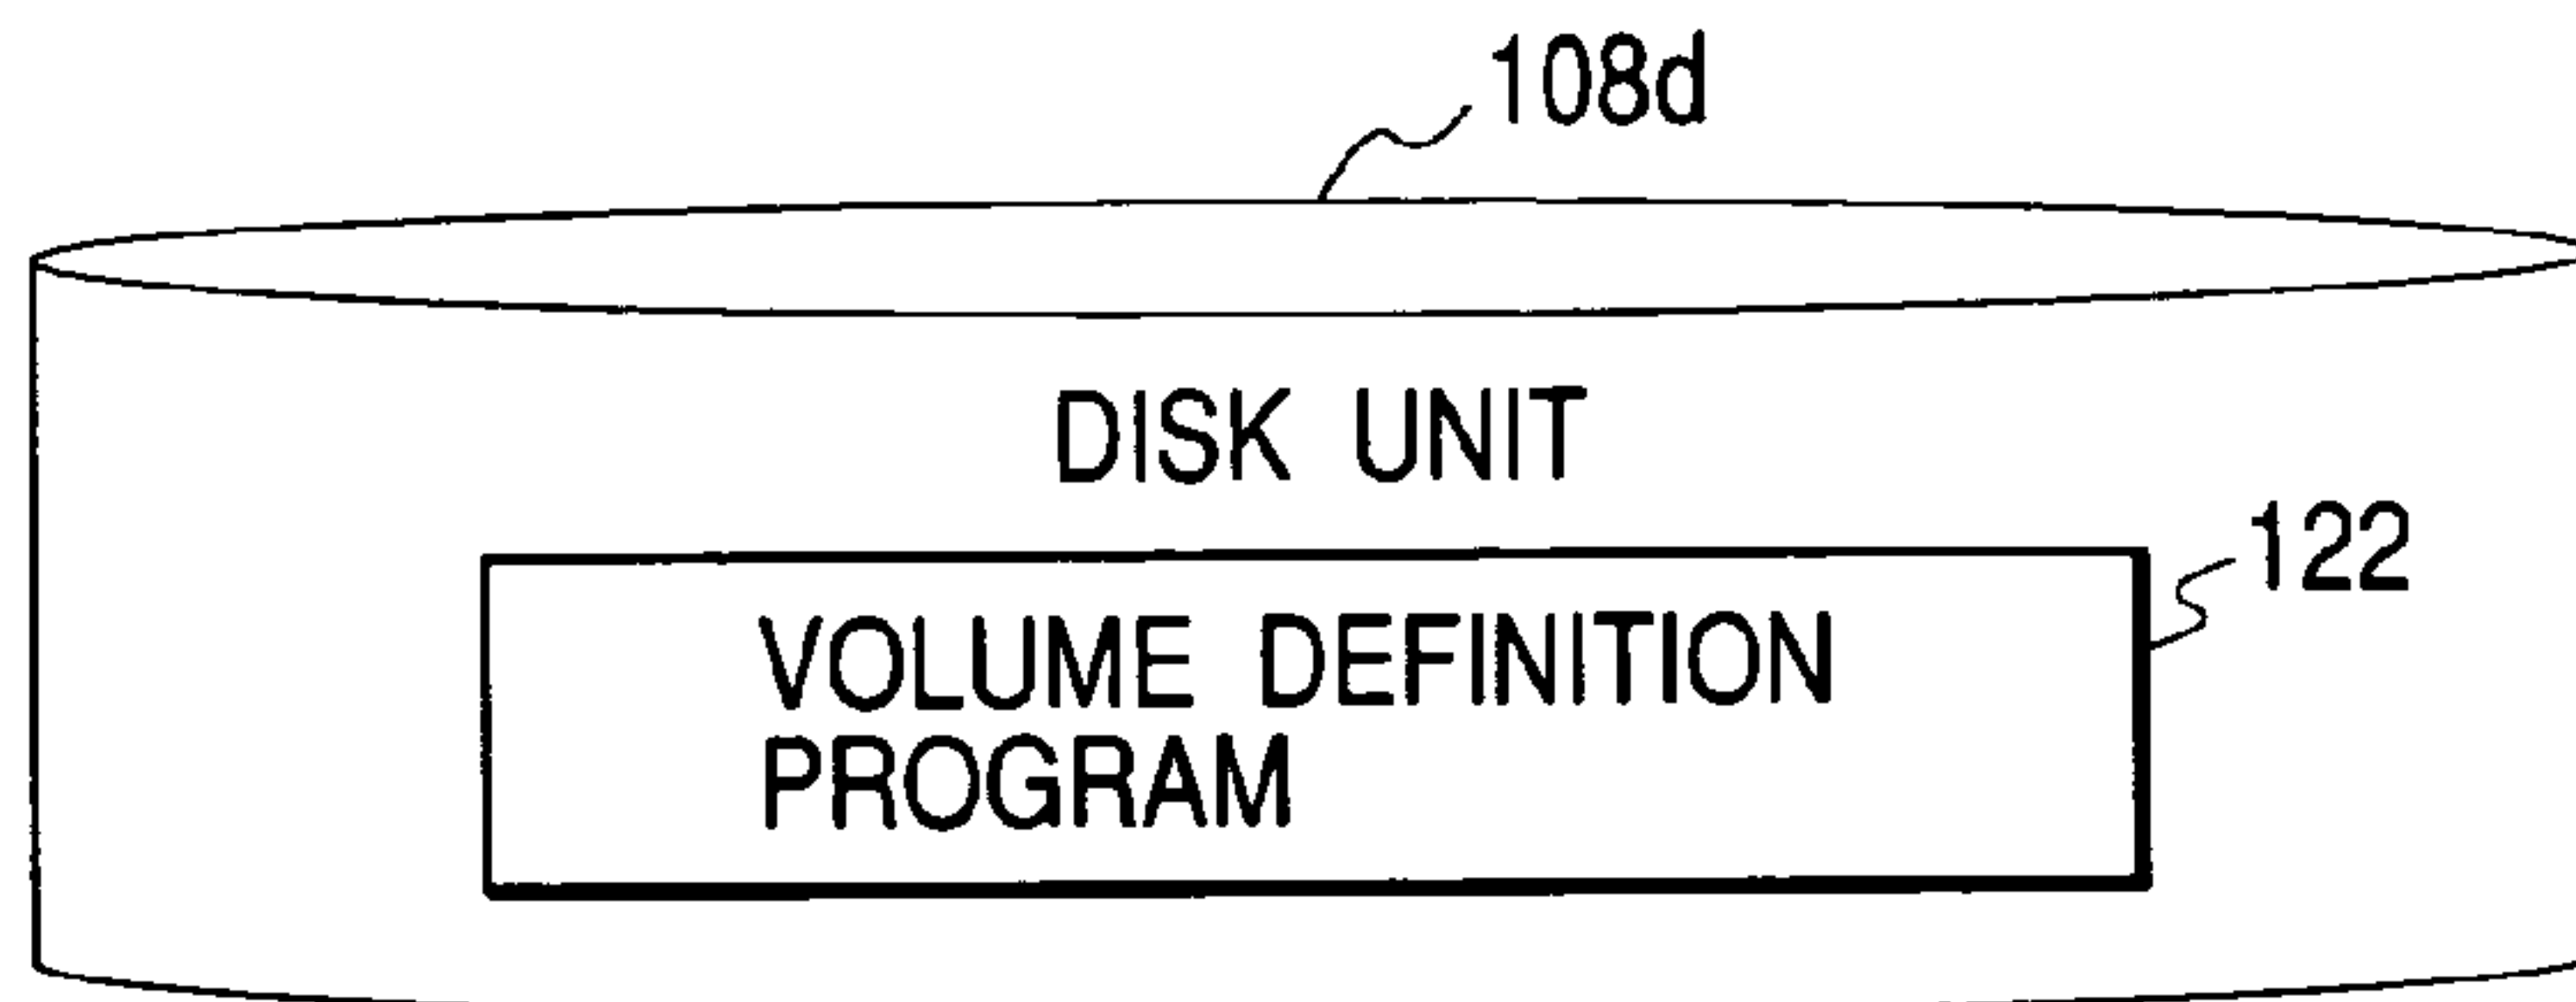 108d
DISK UNIT
122
VOLUME DEFINITION
PROGRAM